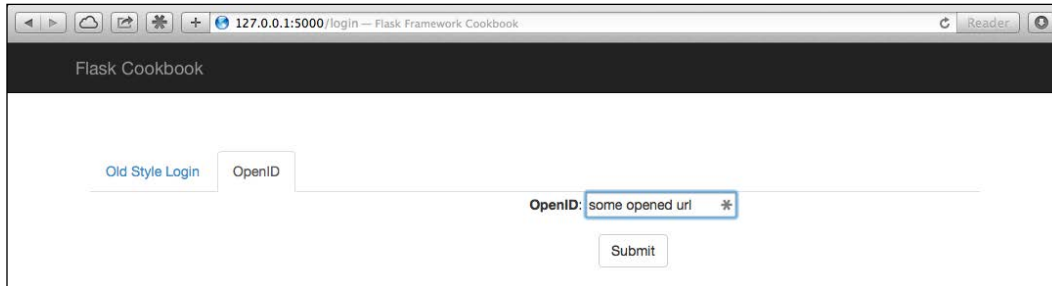 127.0.0.1:5000/login — Flask Framework Cookbook
Reader
Flask Cookbook
Old Style Login
OpenID
OpenID: some opened url
Submit